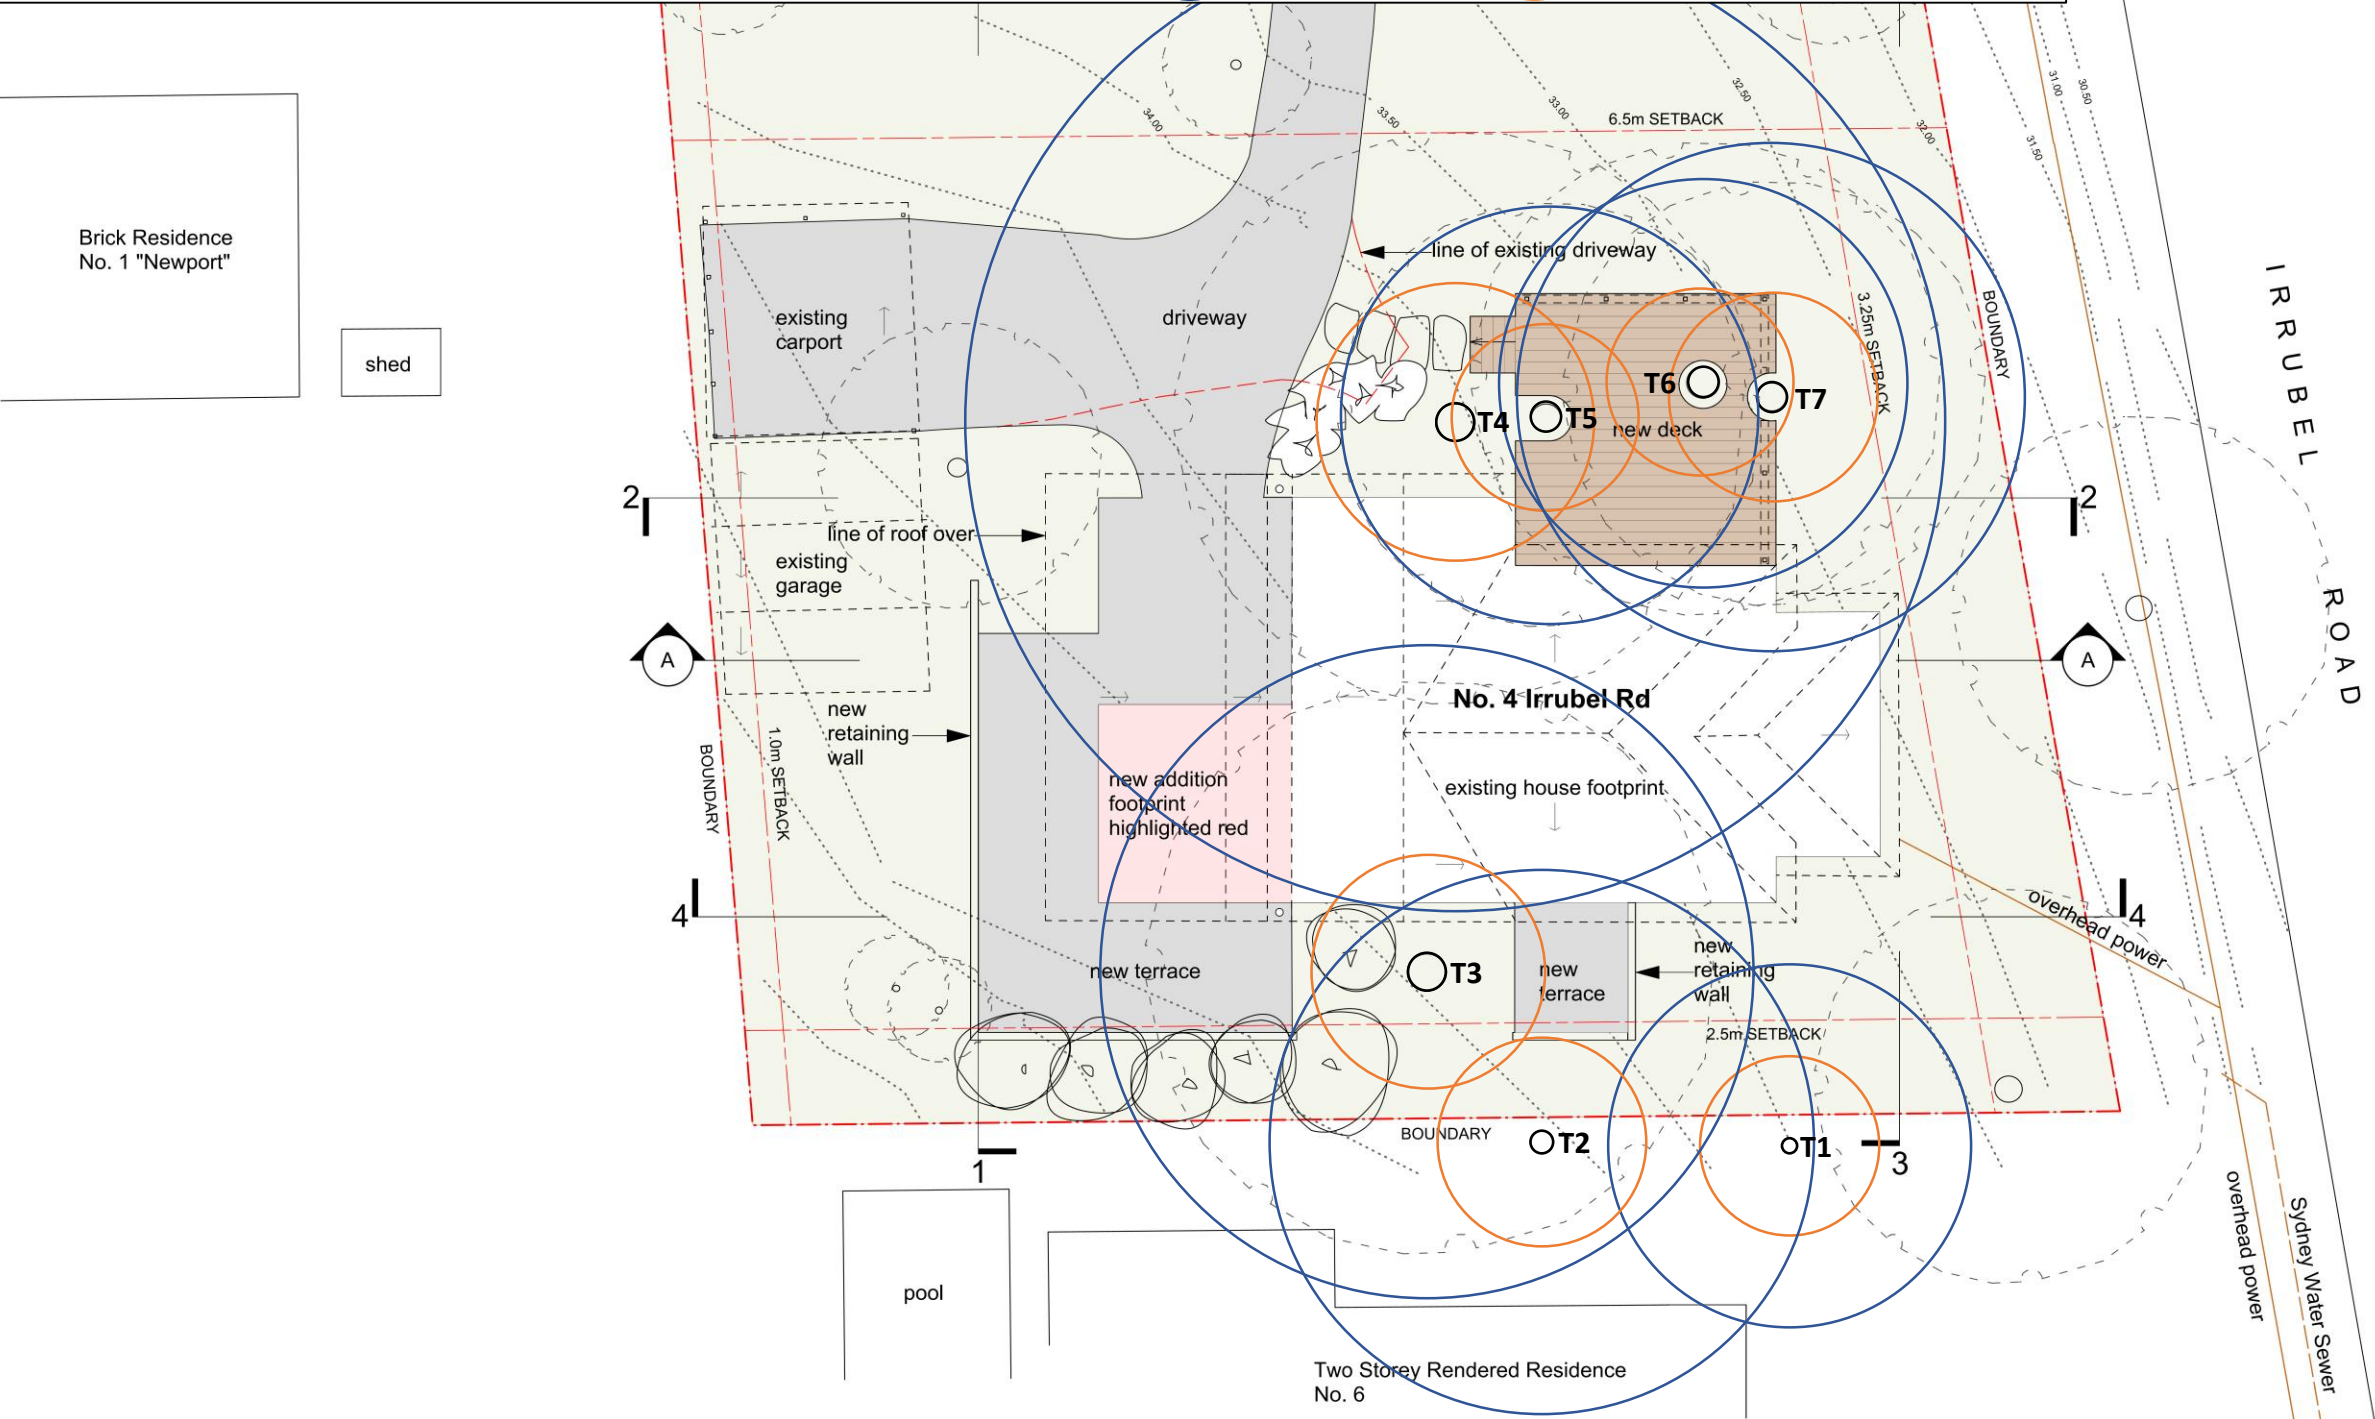 6.5m SETBACK
34.00
33.50
33.00
32.50
32.00
31.50
31.00
30.50
Brick Residence
No. 1 "Newport"
shed
existing
carport
driveway
line of existing driveway
T4
T5
T6
T7
new deck
3.25m SETBACK
BOUNDARY
IRRUBEL ROAD
2
2
line of roof over
existing
garage
A
A
new
retaining
wall
BOUNDARY
1.0m SETBACK
No. 4 Irrubel Rd
new addition
footprint
highlighted red
existing house footprint
4
4
overhead power
new terrace
T3
new
terrace
new
retaining
wall
2.5m SETBACK
BOUNDARY
T2
T1
1
3
pool
Two Storey Rendered Residence
No. 6
overhead power
Sydney Water Sewer